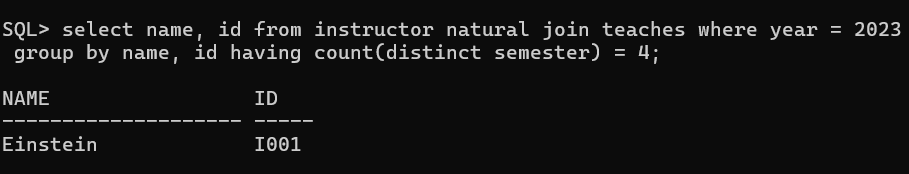 SQL> select name, id from instructor natural join teaches where year = 2023
group by name, id having count(distinct semester) = 4;
NAME                 ID
-------------------- -----
Einstein             I001